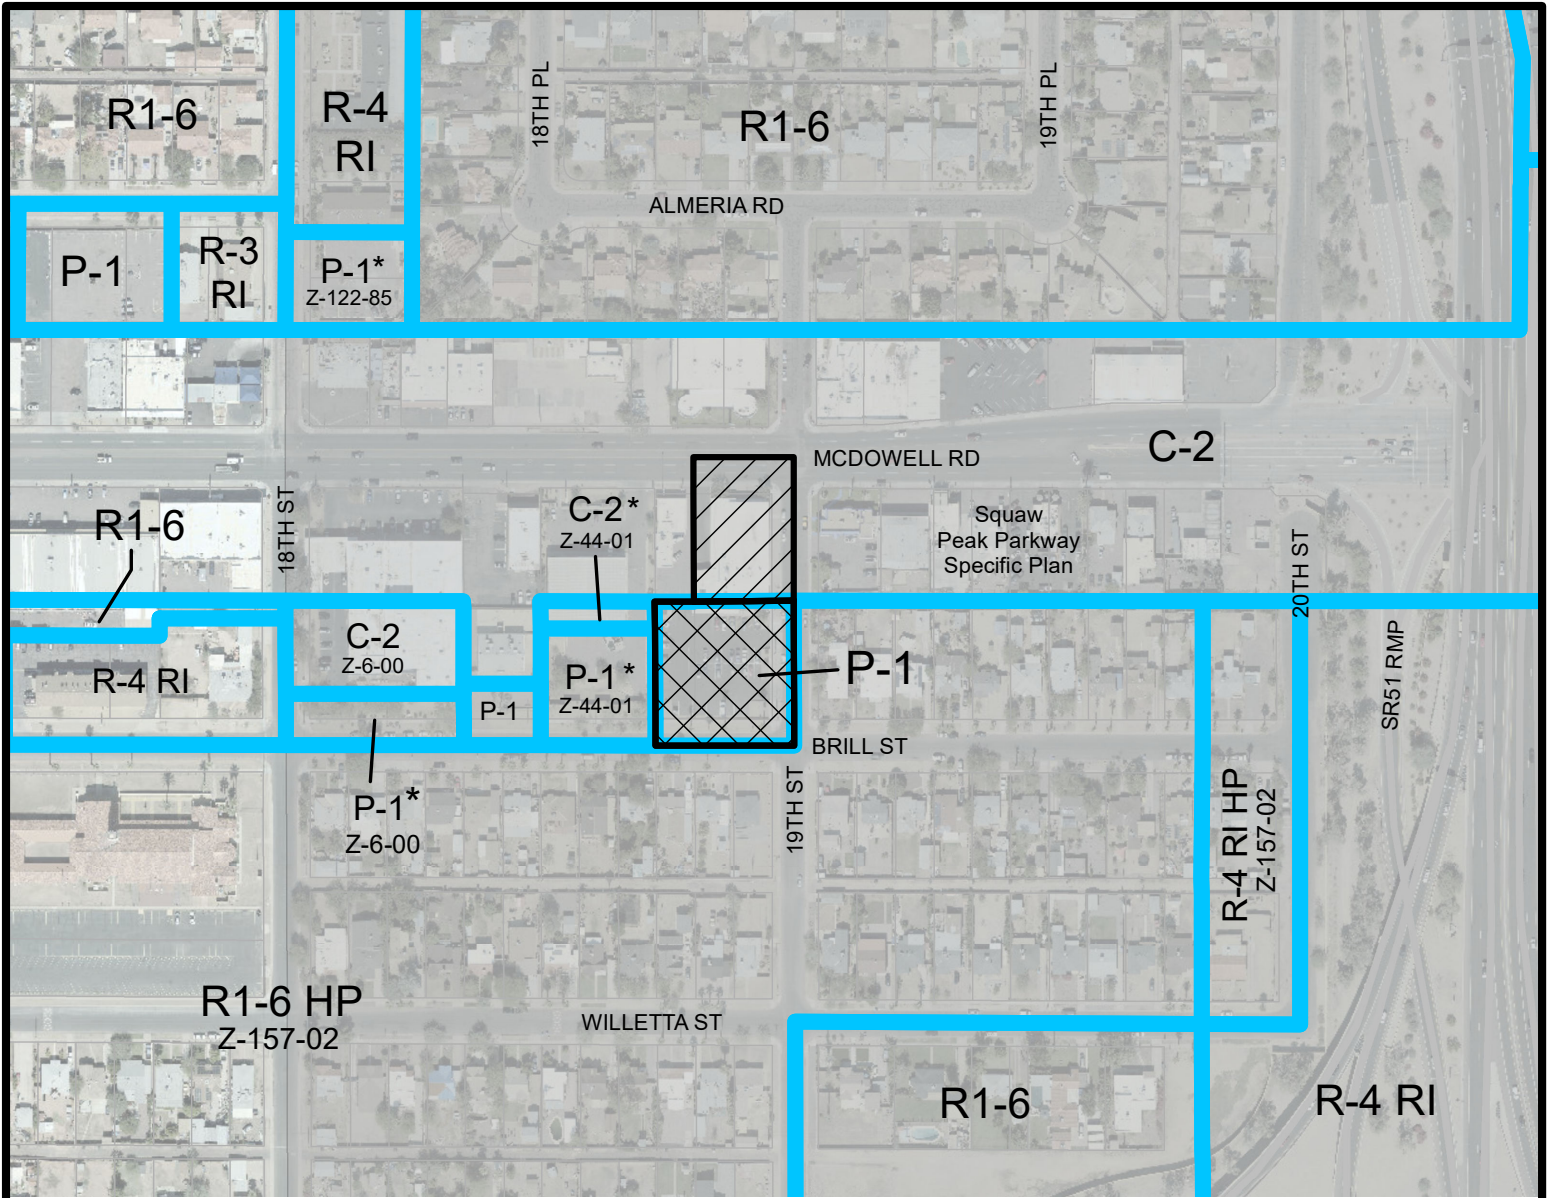 18TH PL
19TH PL
R1-6
R-4
RI
R1-6
ALMERIA RD
P-1
R-3
RI
P-1*
Z-122-85
MCDOWELL RD
C-2
18TH ST
R1-6
C-2*
Z-44-01
Squaw
Peak Parkway
Specific Plan
20TH ST
C-2
Z-6-00
R-4 RI
P-1*
Z-44-01
P-1
P-1
SR51 RMP
BRILL ST
19TH ST
P-1*
Z-6-00
R-4 RI HP
Z-157-02
R1-6 HP
Z-157-02
WILLETTA ST
R1-6
R-4 RI